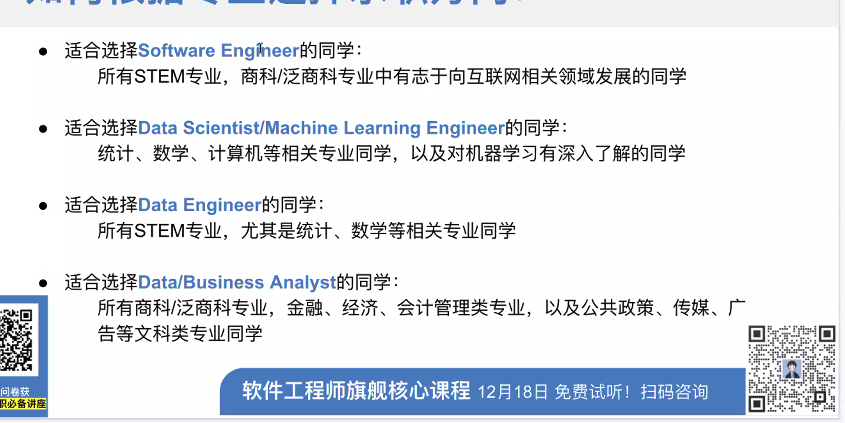 如何根据专业选择求职方向？
● 适合选择Software Engineer的同学：
所有STEM专业，商科/泛商科专业中有志于向互联网相关领域发展的同学
● 适合选择Data Scientist/Machine Learning Engineer的同学：
统计、数学、计算机等相关专业同学，以及对机器学习有深入了解的同学
● 适合选择Data Engineer的同学：
所有STEM专业，尤其是统计、数学等相关专业同学
● 适合选择Data/Business Analyst的同学：
所有商科/泛商科专业，金融、经济、会计管理类专业，以及公共政策、传媒、广
告等文科类专业同学
问卷获
职必备讲座
软件工程师旗舰核心课程 12月18日 免费试听！扫码咨询